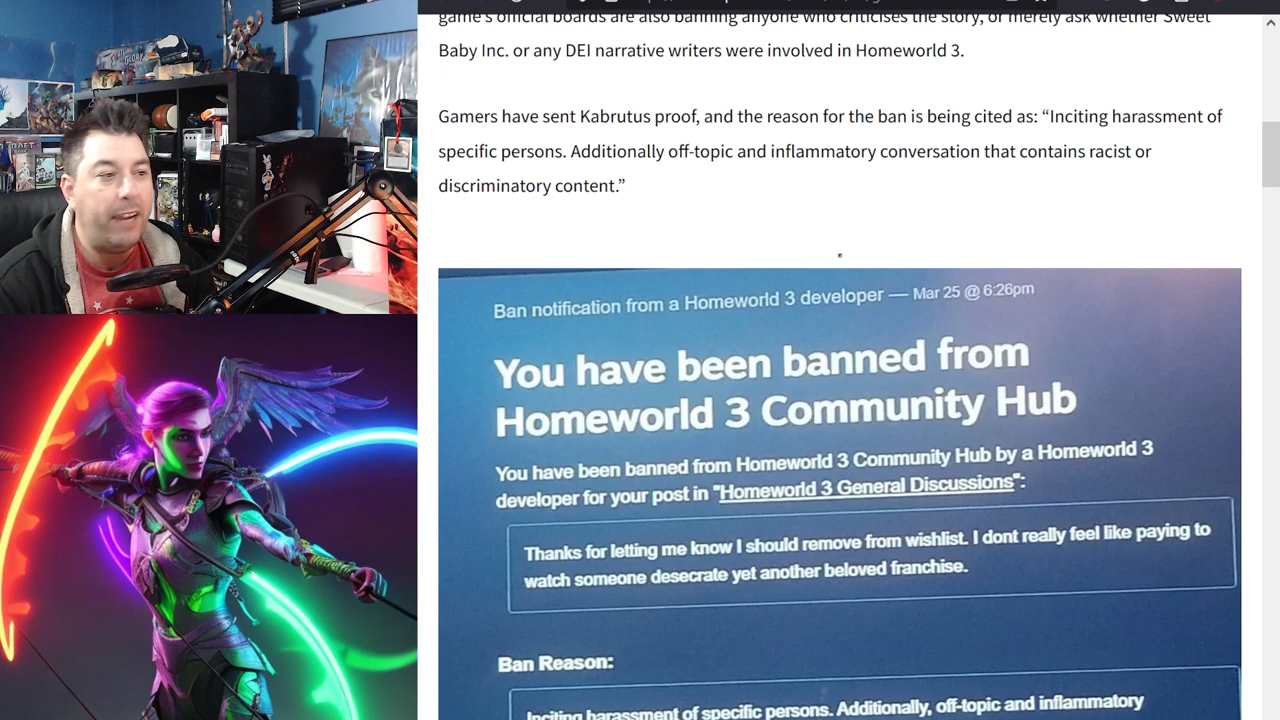 game's official boards are also banning anyone who criticises the story, or merely ask whether Sweet
Baby Inc. or any DEI narrative writers were involved in Homeworld 3.
Gamers have sent Kabrutus proof, and the reason for the ban is being cited as: “Inciting harassment of
specific persons. Additionally off-topic and inflammatory conversation that contains racist or
discriminatory content.”
Ban notification from a Homeworld 3 developer — Mar 25 @ 6:26pm
You have been banned from
Homeworld 3 Community Hub
You have been banned from Homeworld 3 Community Hub by a Homeworld 3
developer for your post in "Homeworld 3 General Discussions":
Thanks for letting me know I should remove from wishlist. I dont really feel like paying to
watch someone desecrate yet another beloved franchise.
Ban Reason:
Inciting harassment of specific persons. Additionally, off-topic and inflammatory